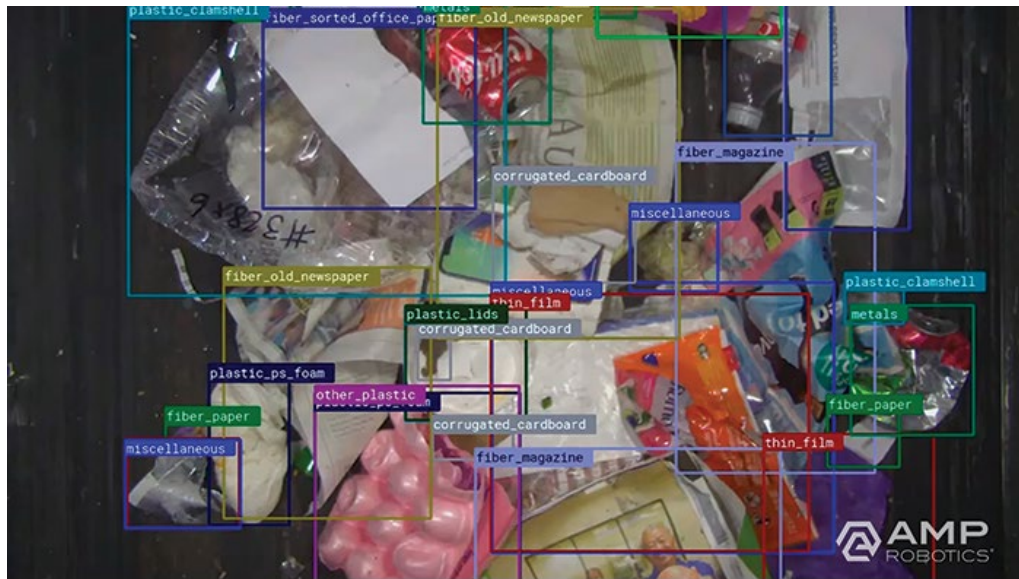 plastic_clamshell
fiber_sorted_office_pap
metals
fiber_old_newspaper
fiber_magazine
corrugated_cardboard
miscellaneous
#328x6
fiber_old_newspaper
plastic_clamshell
miscellaneous
thin_film
plastic_lids
metals
corrugated_cardboard
plastic_ps_foam
other_plastic
fiber_paper
fiber_paper
corrugated_cardboard
miscellaneous
thin_film
fiber_magazine
AMP
ROBOTICS